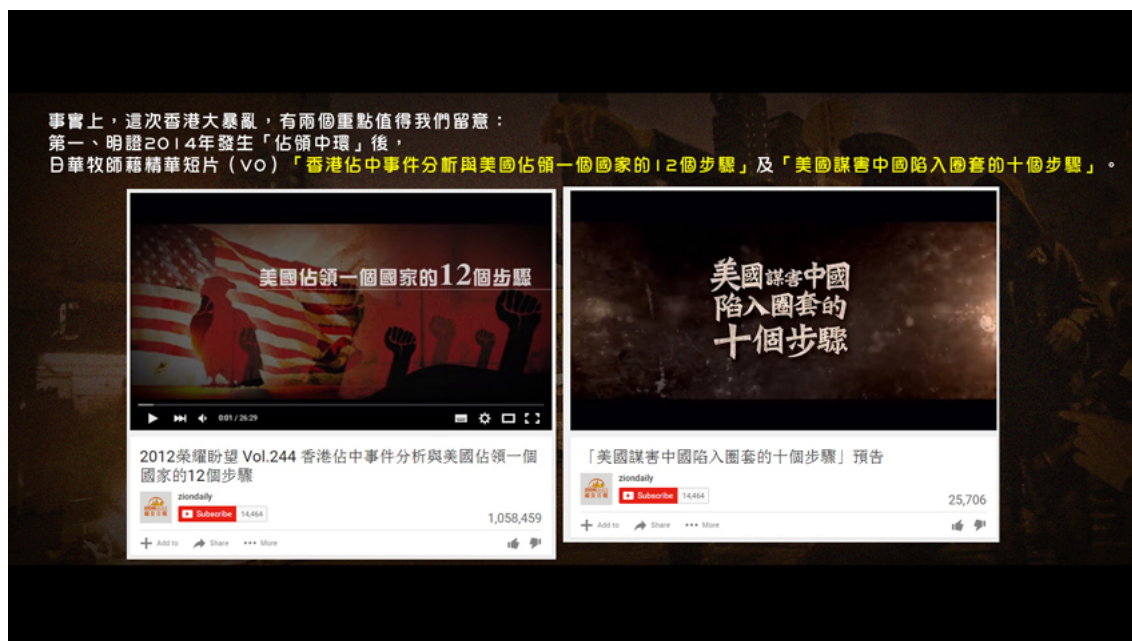 事實上，這次香港大暴亂，有兩個重點值得我們留意：
第一、明證2014年發生「佔領中環」後，
日華牧師藉精華短片（VO）「香港佔中事件分析與美國佔領一個國家的12個步驟」及「美國謀害中國陷入圈套的十個步驟」。
美國佔領一個國家的12個步驟
0:01 / 26:29
2012榮耀盼望 Vol.244 香港佔中事件分析與美國佔領一個
國家的12個步驟
ziondaily
Subscribe 14,464
1,058,459
Add to Share More
美國謀害中國
陷入圈套的
十個步驟
「美國謀害中國陷入圈套的十個步驟」預告
ziondaily
Subscribe 14,464
25,706
Add to Share More